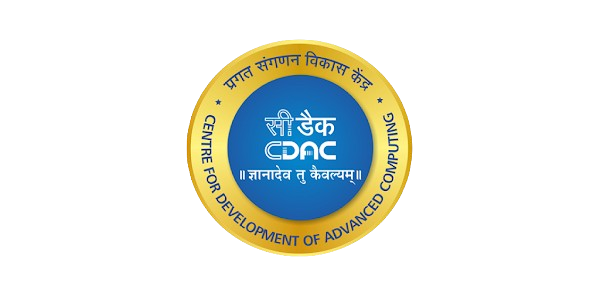 प्रगत संगणन विकास केंद्र
सी डैक
CDAC
॥ ज्ञानादेव तु कैवल्यम् ॥
CENTRE FOR DEVELOPMENT OF ADVANCED COMPUTING